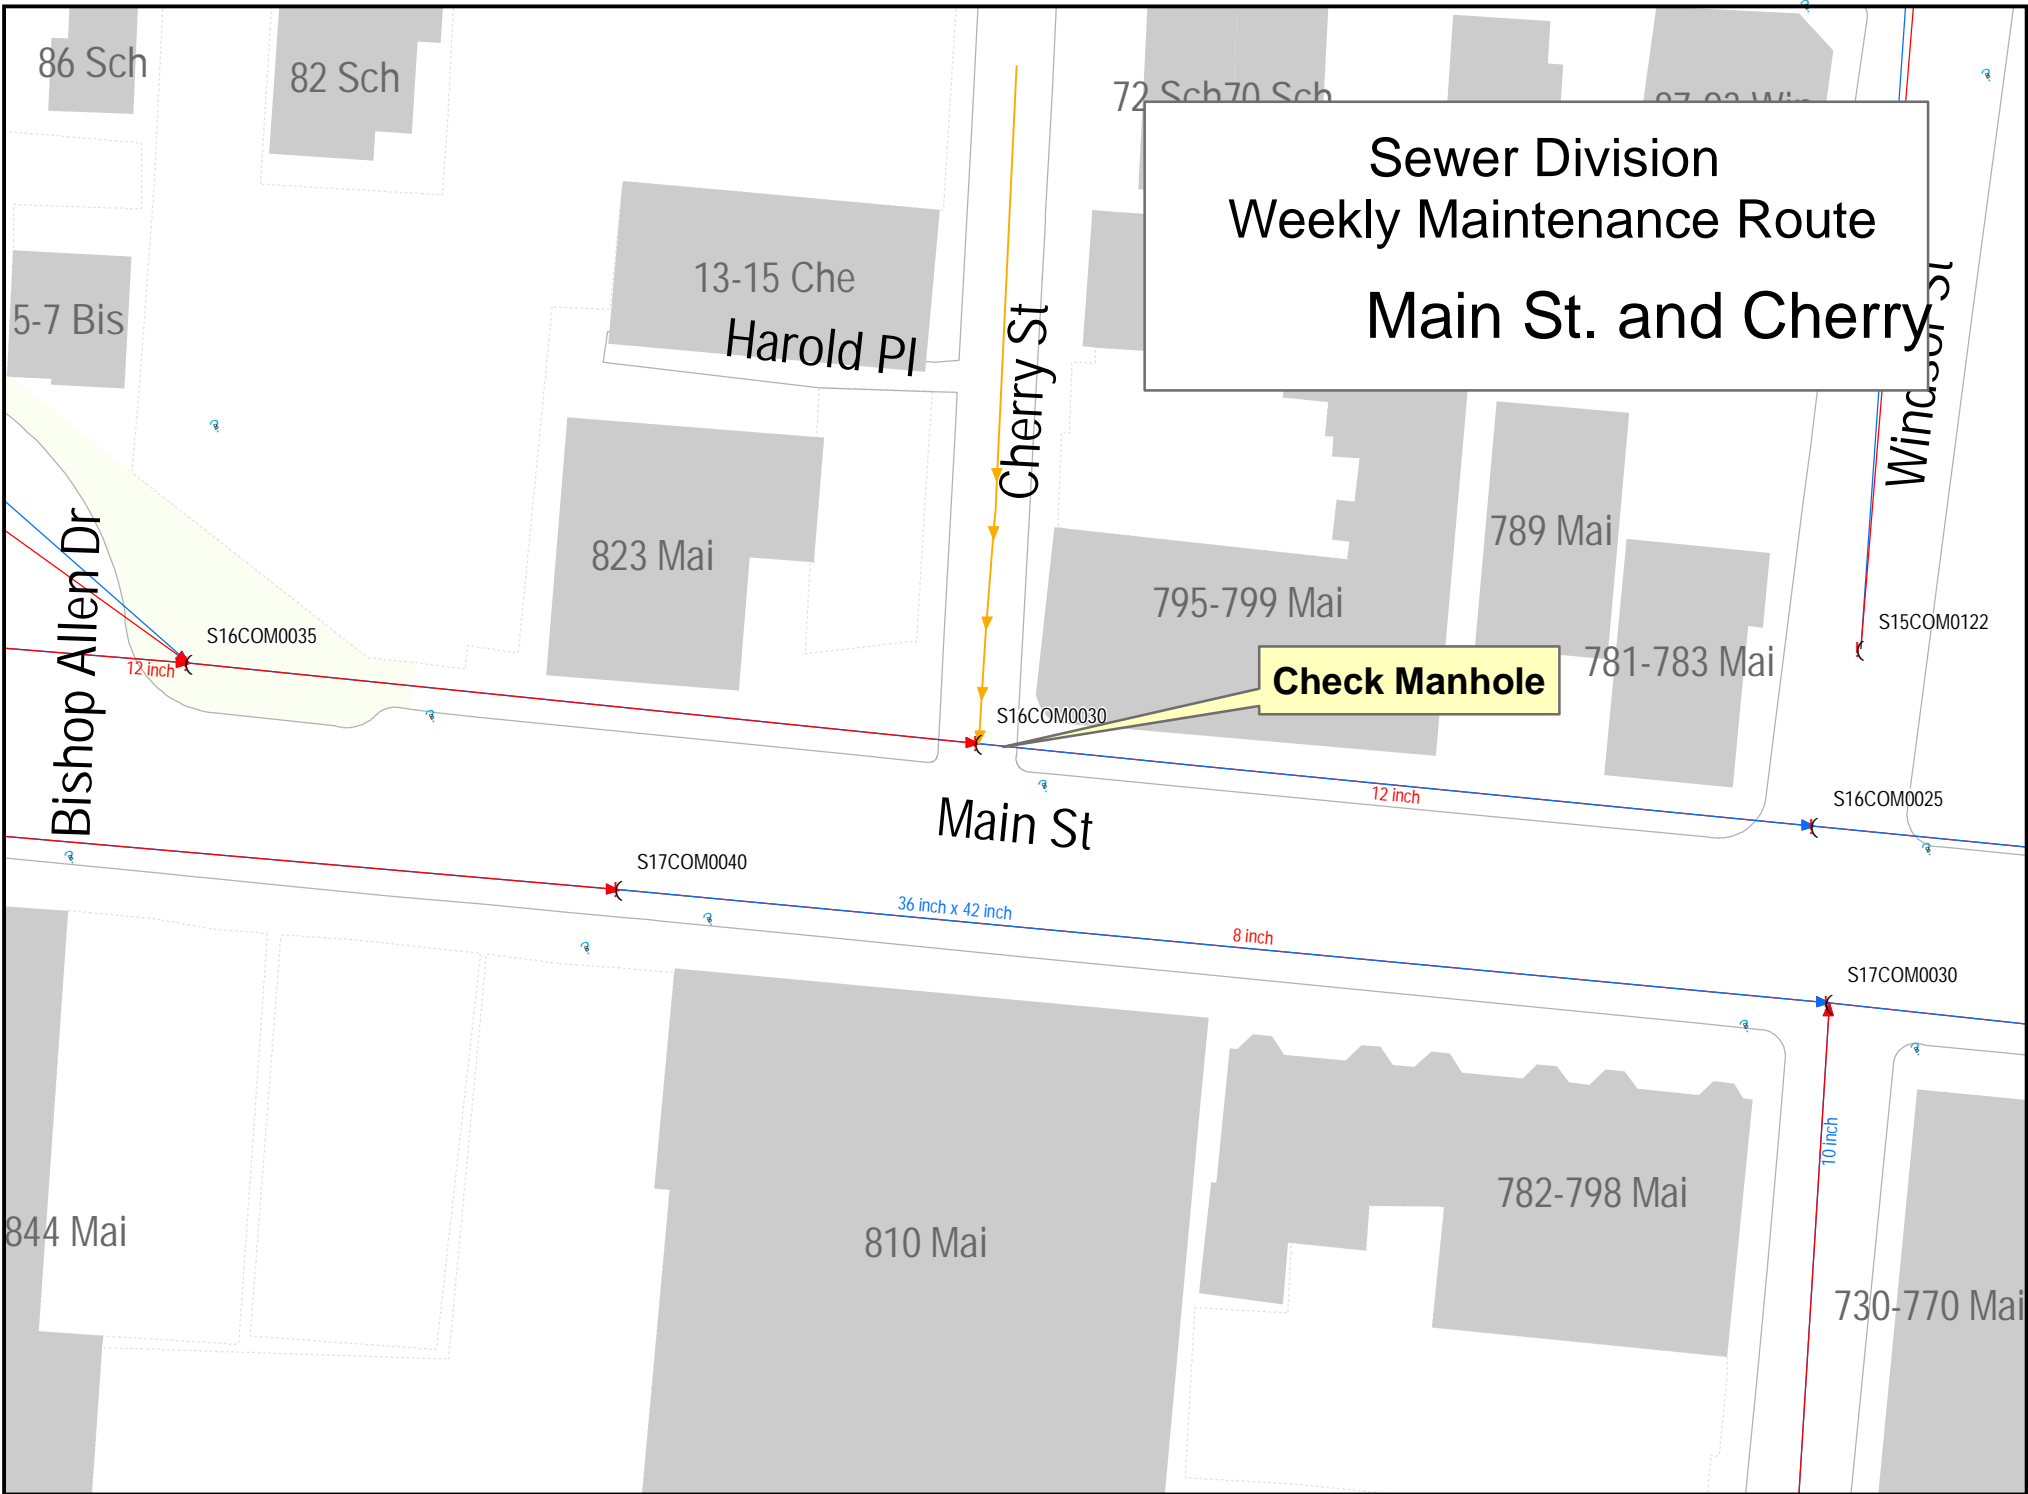 86 Sch
82 Sch
72 Sch
70 Sch
Sewer Division
Weekly Maintenance Route
Main St. and Cherry
13-15 Che
5-7 Bis
Harold Pl
Cherry St
Windsor St
823 Mai
789 Mai
795-799 Mai
781-783 Mai
S15COM0122
Bishop Allen Dr
S16COM0035
12 inch
Check Manhole
S16COM0030
12 inch
S16COM0025
Main St
S17COM0040
36 inch x 42 inch
8 inch
S17COM0030
10 inch
782-798 Mai
844 Mai
810 Mai
730-770 Mai